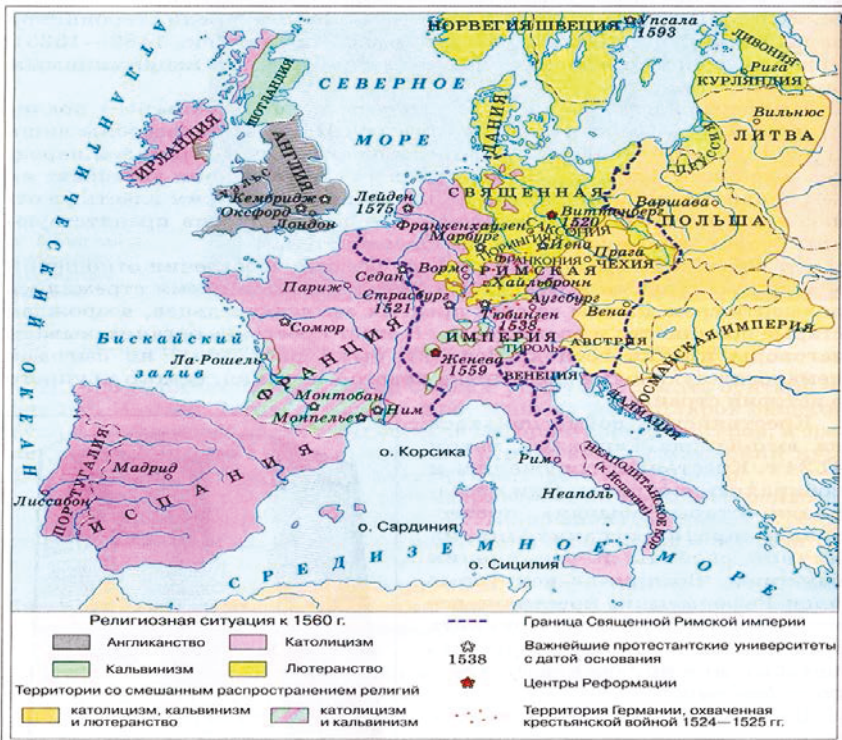 НОРВЕГИЯ
ШВЕЦИЯ
Упсала
1593
ЛИВОНИЯ
Рига
КУРЛЯНДИЯ
АТЛАНТИЧЕСКИЙ ОКЕАН
ШОТЛАНДИЯ
СЕВЕРНОЕ
МОРЕ
ИРЛАНДИЯ
АНГЛИЯ
Уэльс
Кембридж
Оксфорд
Лондон
ДАНИЯ
Вильнюс
ЛИТВА
Варшава
ПОЛЬША
Лейден
1575
СВЯЩЕННАЯ
Виттенберг
1520
Франкенхаузен
САКСОНИЯ
Марбург
ТЮРИНГИЯ
Йена
ФРАНКОНИЯ
Прага
ЧЕХИЯ
Седан
Вормс
РИМСКАЯ
Хайльбронн
Париж
Страсбург
1521
Аугсбург
Тюбинген
1538
Вена
Сомюр
ИМПЕРИЯ
АВСТРИЯ
ТИРОЛЬ
ОСМАНСКАЯ ИМПЕРИЯ
Бискайский
залив
Ла-Рошель
ФРАНЦИЯ
Женева
1559
ВЕНЕЦИЯ
ДАЛМАЦИЯ
Монтобан
Монпелье
Ним
о. Корсика
Рим
НЕАПОЛИТАНСКОЕ КОР.
(к Испании)
Неаполь
ПОРТУГАЛИЯ
Мадрид
Лиссабон
ИСПАНИЯ
о. Сардиния
о. Сицилия
СРЕДИЗЕМНОЕ МОРЕ
Религиозная ситуация к 1560 г.
Англиканство
Католицизм
Кальвинизм
Лютеранство
Территории со смешанным распространением религий
католицизм, кальвинизм
и лютеранство
католицизм
и кальвинизм
Граница Священной Римской империи
1538
Важнейшие протестантские университеты
с датой основания
Центры Реформации
Территория Германии, охваченная
крестьянской войной 1524—1525 гг.